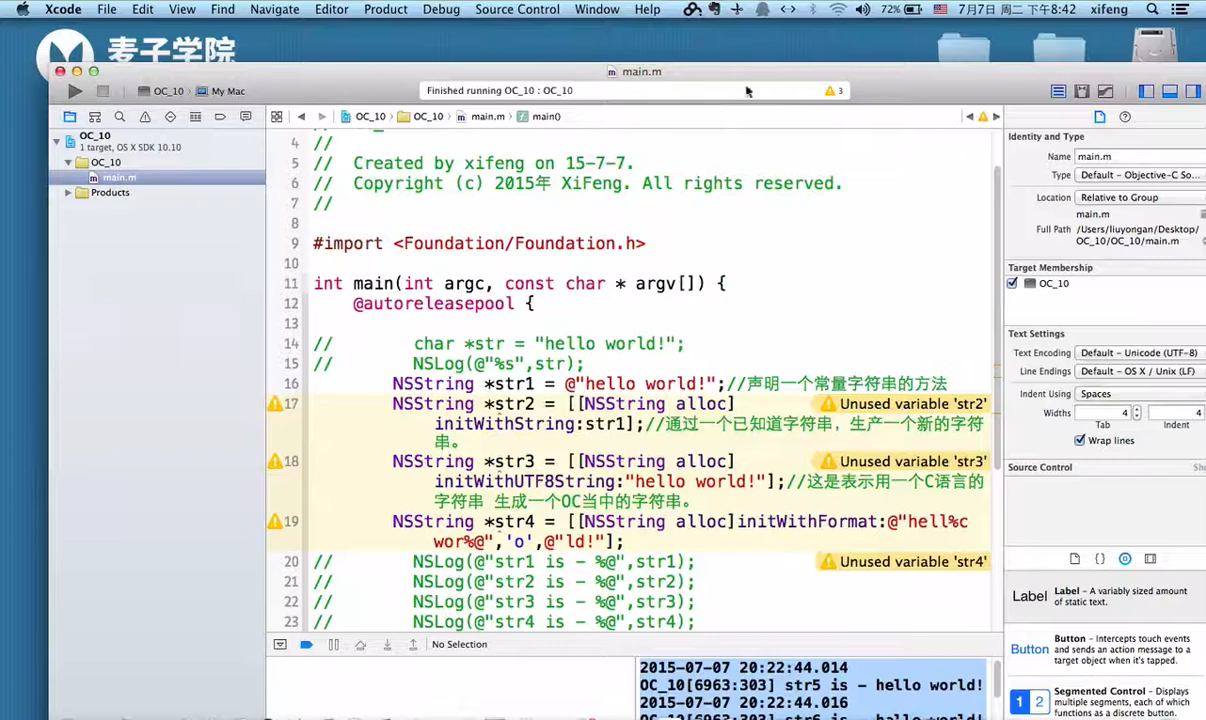 Xcode File Edit View Find Navigate Editor Product Debug Source Control Window Help 72% 7月7日 周二 下午8:42 xifeng
麦子学院
main.m
OC_10 My Mac
Finished running OC_10 : OC_10
3
OC_10 OC_10 main.m main()
OC_10
1 target, OS X SDK 10.10
OC_10
main.m
Products
4 //
5 // Created by xifeng on 15-7-7.
6 // Copyright (c) 2015年 XiFeng. All rights reserved.
7 //
8
9 #import <Foundation/Foundation.h>
10
11 int main(int argc, const char * argv[]) {
12 @autoreleasepool {
13
14 // char *str = "hello world!";
15 // NSLog(@"%s",str);
16 NSString *str1 = @"hello world!";//声明一个常量字符串的方法
17 NSString *str2 = [[NSString alloc] Unused variable 'str2'
initWithString:str1];//通过一个已知道字符串，生产一个新的字符
串。
18 NSString *str3 = [[NSString alloc] Unused variable 'str3'
initWithUTF8String:"hello world!"];//这是表示用一个C语言的
字符串 生成一个OC当中的字符串。
19 NSString *str4 = [[NSString alloc]initWithFormat:@"hell%c
wor%@",'o',@"ld!"];
20 // NSLog(@"str1 is - %@",str1); Unused variable 'str4'
21 // NSLog(@"str2 is - %@",str2);
22 // NSLog(@"str3 is - %@",str3);
23 // NSLog(@"str4 is - %@",str4);
No Selection
2015-07-07 20:22:44.014
OC_10[6963:303] str5 is - hello world!
2015-07-07 20:22:44.016
Identity and Type
Name main.m
Type Default - Objective-C So...
Location Relative to Group
main.m
Full Path /Users/liuyongan/Desktop/
OC_10/OC_10/main.m
Target Membership
OC_10
Text Settings
Text Encoding Default - Unicode (UTF-8)
Line Endings Default - OS X / Unix (LF)
Indent Using Spaces
Widths 4 4
Tab Indent
Wrap lines
Source Control
Label Label - A variably sized amount
of static text.
Button Button - Intercepts touch events
and sends an action message to a
target object when it's tapped.
1 2 Segmented Control - Displays
multiple segments, each of which
functions as a discrete button.